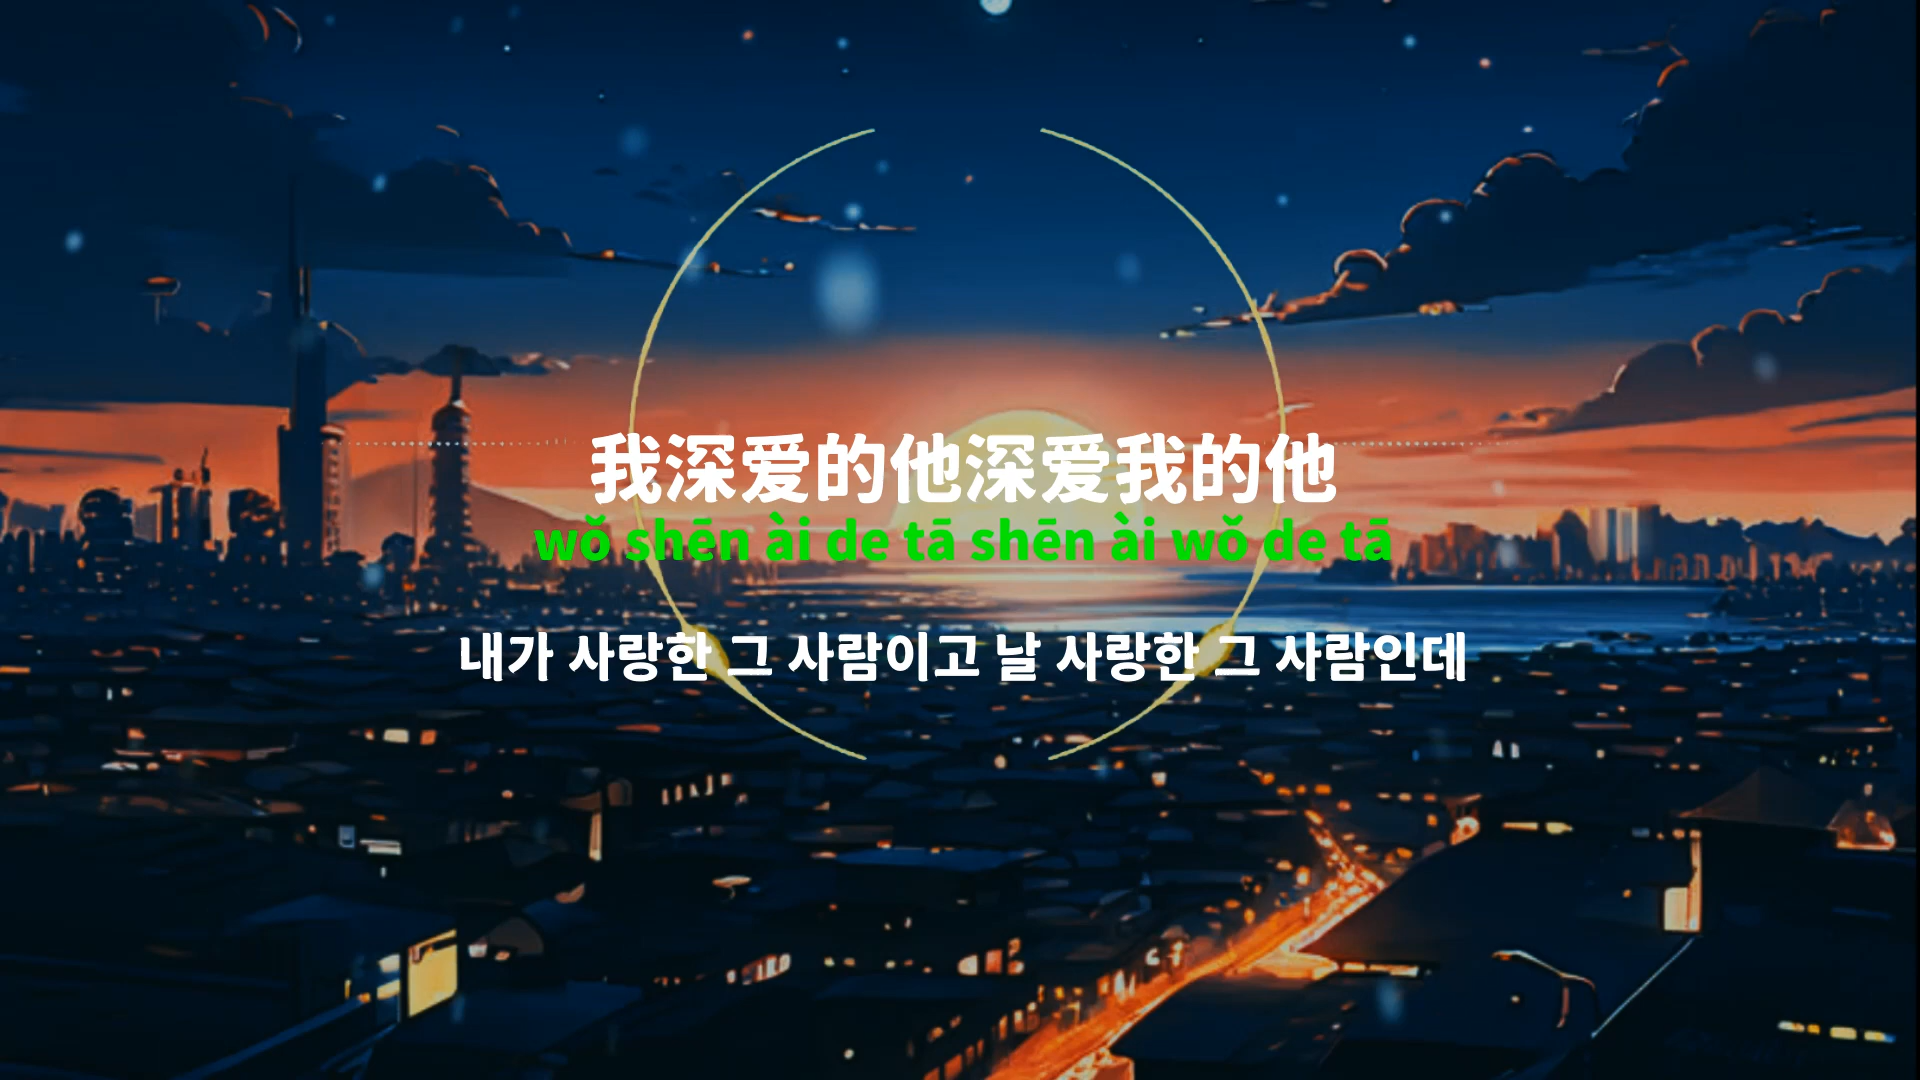 我深爱的他深爱我的他
wǒ shēn ài de tā shēn ài wǒ de tā
내가 사랑한 그 사람이고 날 사랑한 그 사람인데